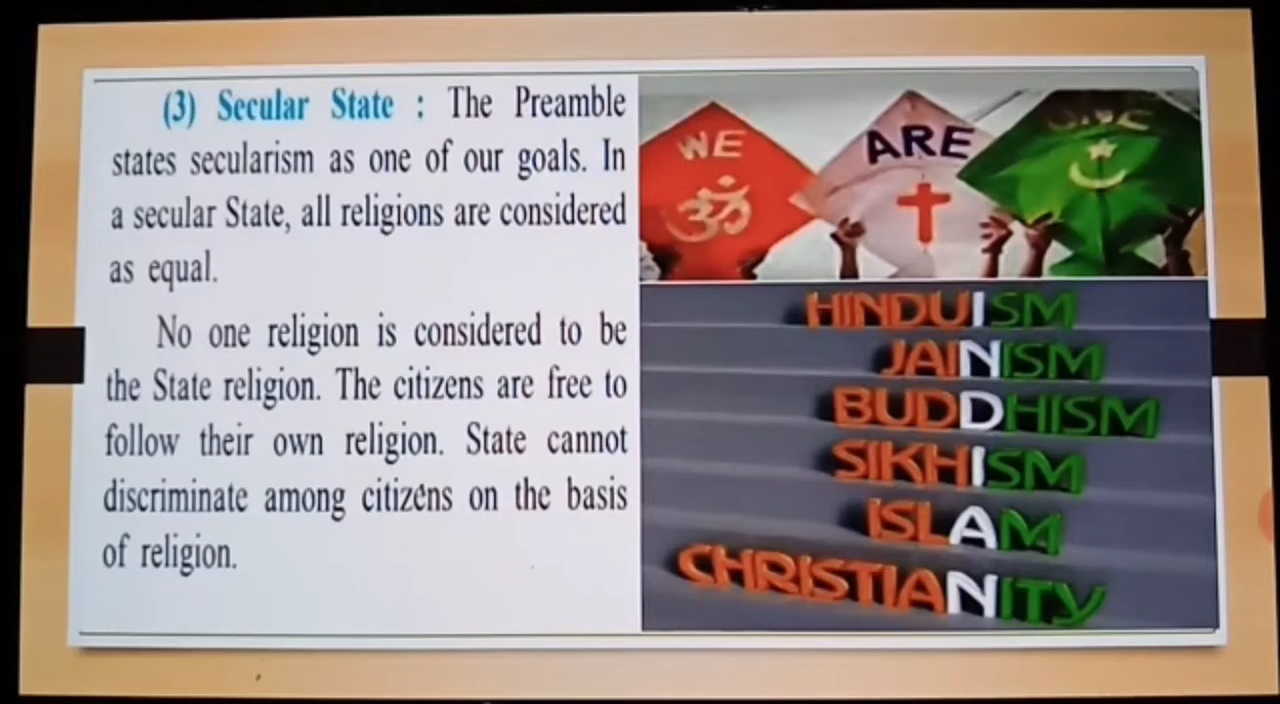 (3) Secular State : The Preamble
states secularism as one of our goals. In
a secular State, all religions are considered
as equal.
No one religion is considered to be
the State religion. The citizens are free to
follow their own religion. State cannot
discriminate among citizens on the basis
of religion.
WE
ARE
ONE
ॐ
HINDUISM
JAINISM
BUDDHISM
SIKHISM
ISLAM
CHRISTIANITY